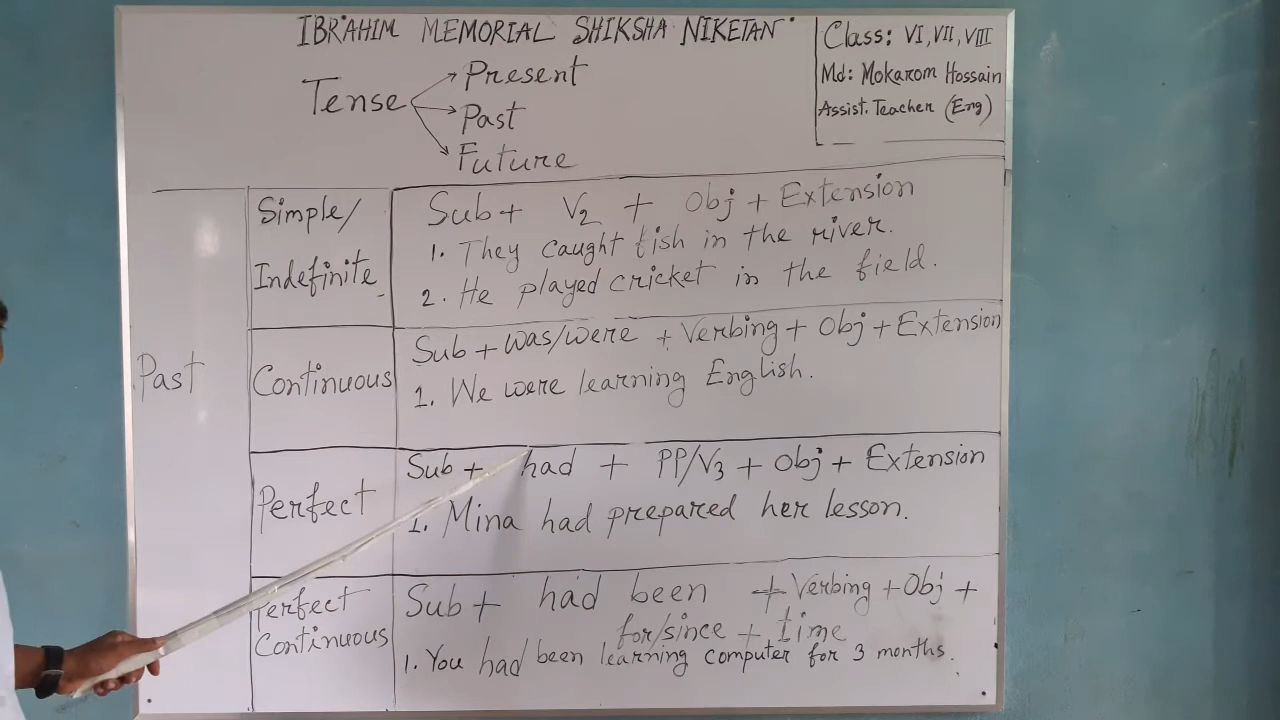 IBRAHIM MEMORIAL SHIKSHA NIKETAN
Class: VI, VII, VIII
Md: Mokarom Hossain
Assist. Teacher (Eng)
Tense
Present
Past
Future
Past
Simple/
Indefinite
Sub + V2 + Obj + Extension
1. They caught fish in the river.
2. He played cricket in the field.
Continuous
Sub + was/were + Verbing + Obj + Extension
1. We were learning English.
Perfect
Sub + had + PP/V3 + Obj + Extension
1. Mina had prepared her lesson.
Perfect
Continuous
Sub + had been + Verbing + Obj +
for/since + time
1. You had been learning computer for 3 months.